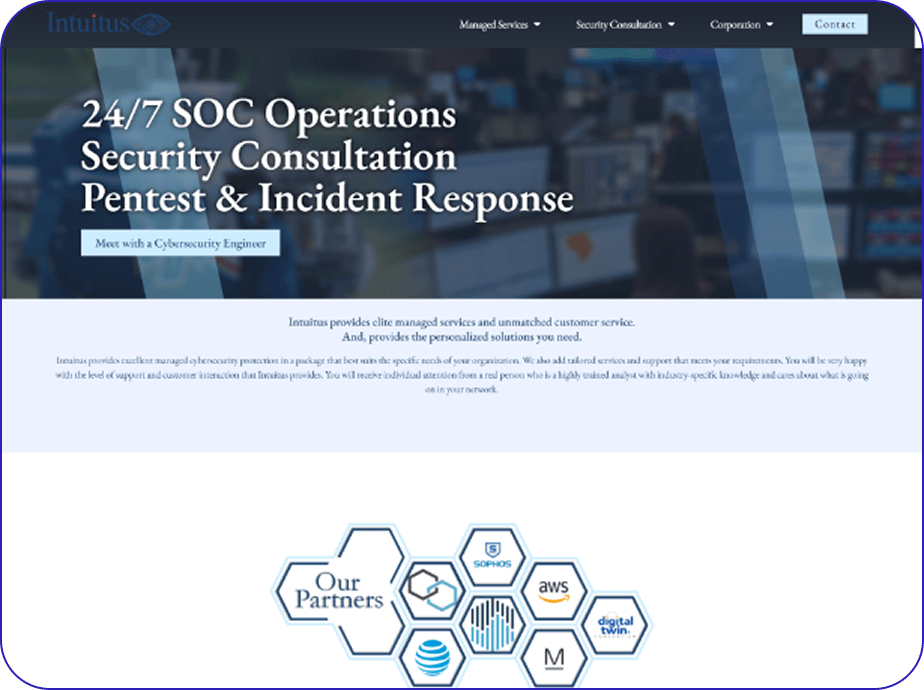 Intuitus
Managed Services
Security Consultation
Corporation
Contact
24/7 SOC Operations
Security Consultation
Pentest & Incident Response
Meet with a Cybersecurity Engineer
Intuitus provides elite managed services and unmatched customer service.
And, provides the personalized solutions you need.
Intuitus provides excellent managed cybersecurity protection in a package that best suits the specific needs of your organization. We also add tailored services and support that meets your requirements. You will be very happy
with the level of support and customer interaction that Intuitus provides. You will receive individual attention from a real person who is a highly trained analyst with industry-specific knowledge and cares about what is going
on in your network.
Our
Partners
S
SOPHOS
aws
digital
twin
M